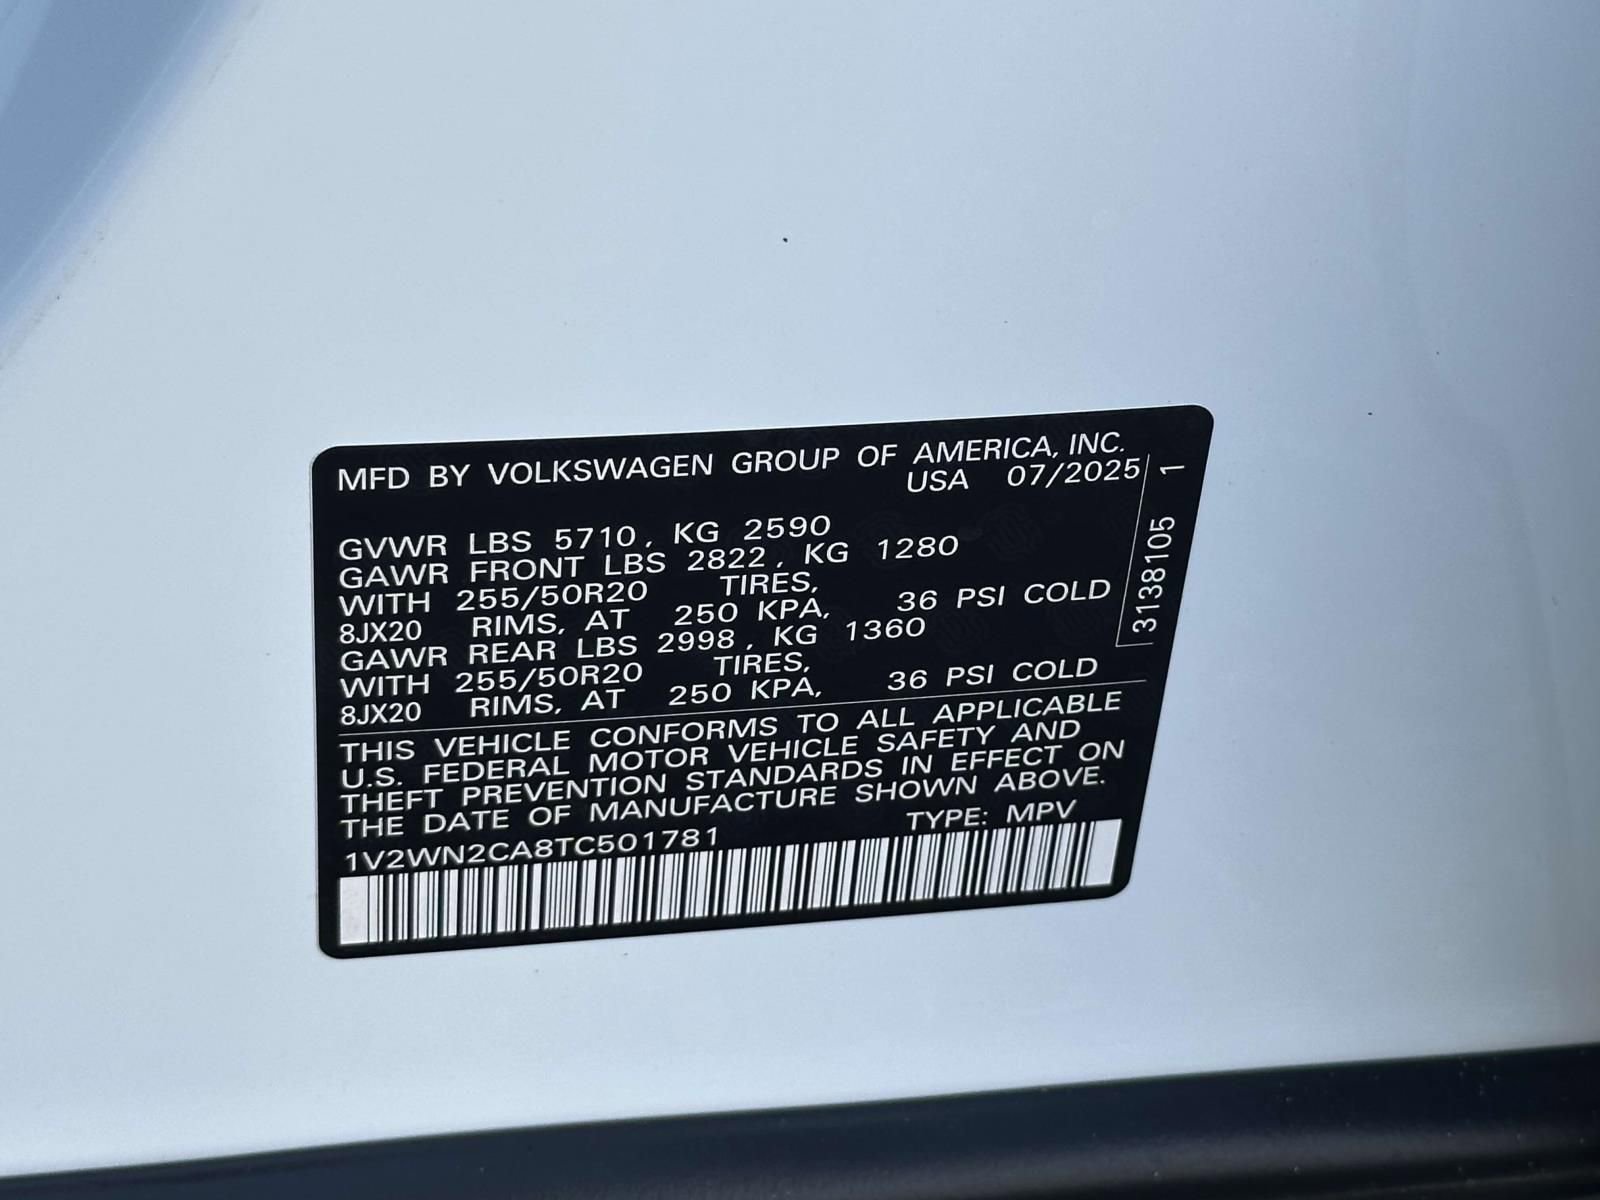 MFD BY VOLKSWAGEN GROUP OF AMERICA, INC.
USA 07/2025
GVWR LBS 5710, KG 2590
GAWR FRONT LBS 2822, KG 1280
WITH 255/50R20 TIRES,
8JX20 RIMS, AT 250 KPA, 36 PSI COLD
GAWR REAR LBS 2998, KG 1360
WITH 255/50R20 TIRES,
8JX20 RIMS, AT 250 KPA, 36 PSI COLD
THIS VEHICLE CONFORMS TO ALL APPLICABLE
U.S. FEDERAL MOTOR VEHICLE SAFETY AND
THEFT PREVENTION STANDARDS IN EFFECT ON
THE DATE OF MANUFACTURE SHOWN ABOVE.
1V2WN2CA8TC501781 TYPE: MPV
3138105 1